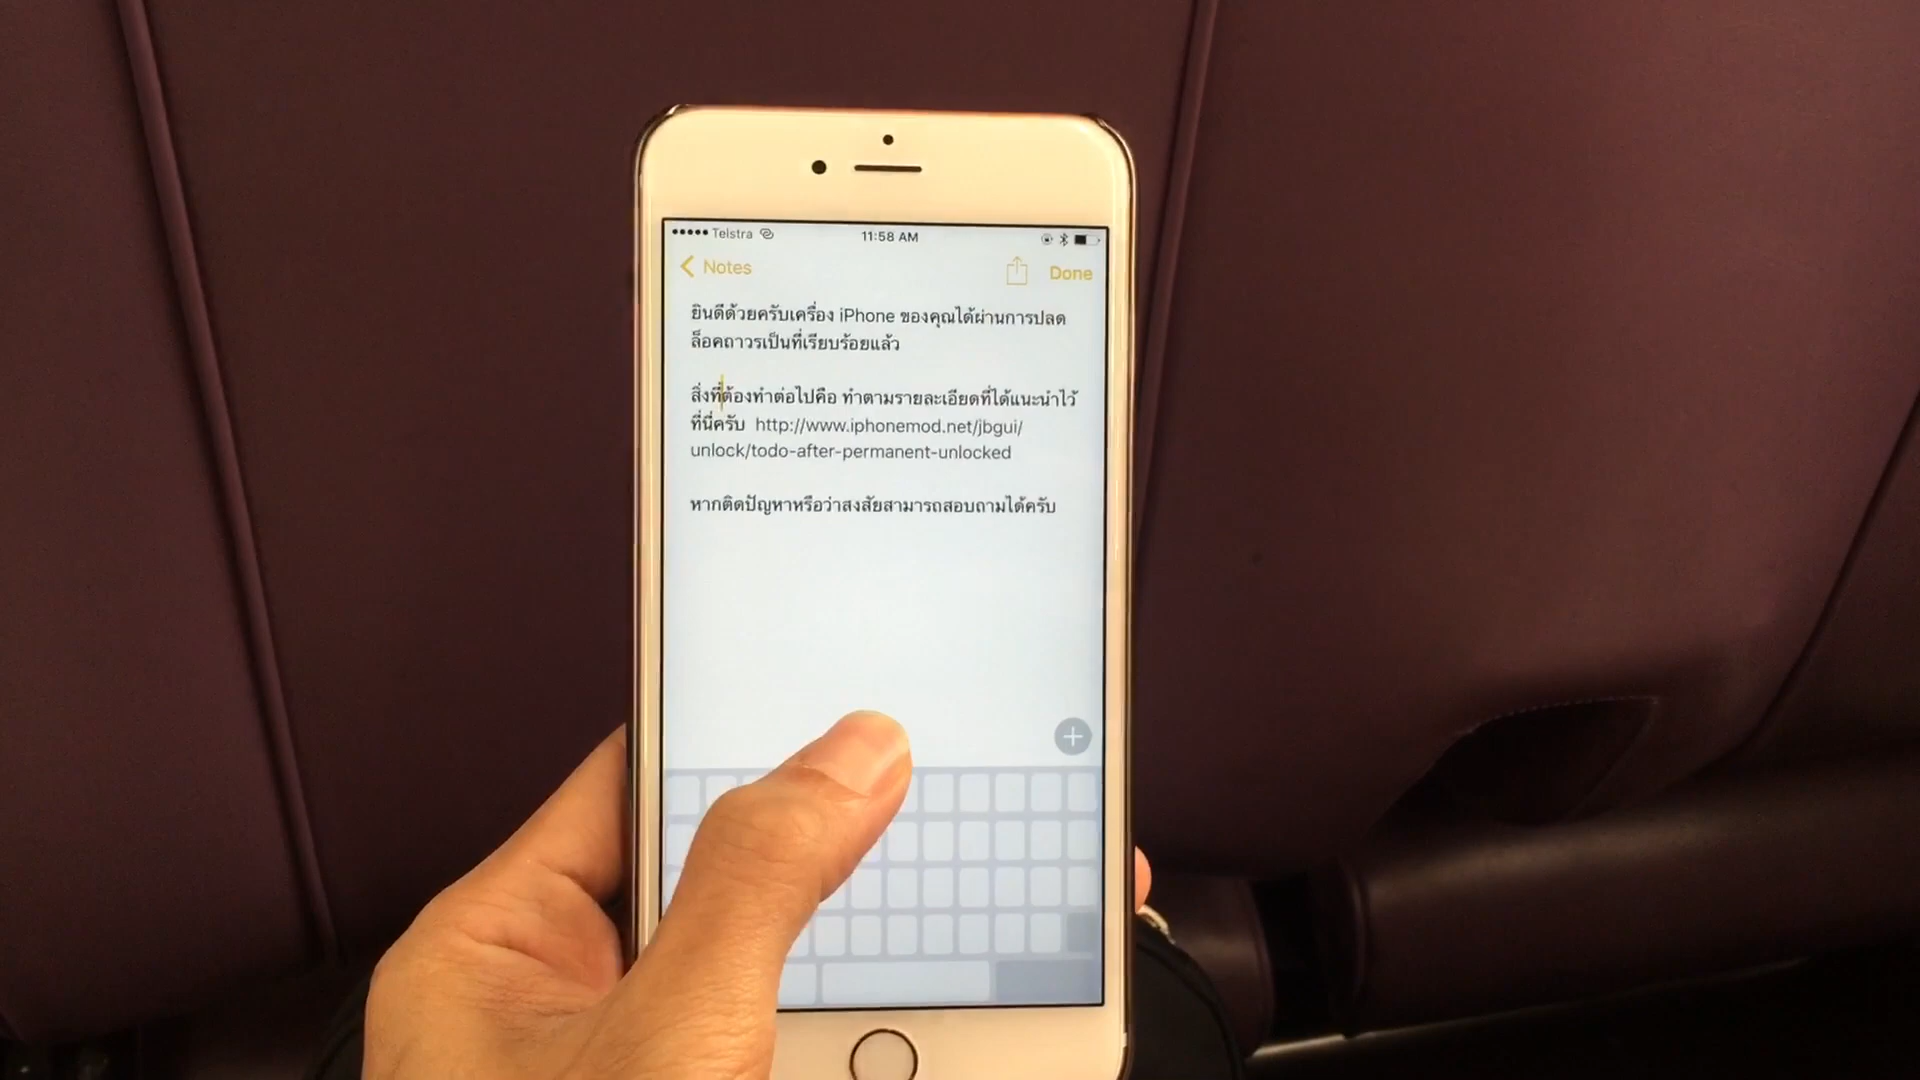 Telstra
11:58 AM
Notes
Done
ยินดีด้วยครับเครื่อง iPhone ของคุณได้ผ่านการปลด
ล็อคถาวรเป็นที่เรียบร้อยแล้ว
สิ่งที่ต้องทำต่อไปคือ ทำตามรายละเอียดที่ได้แนะนำไว้
ที่นี่ครับ http://www.iphonemod.net/jbgui/
unlock/todo-after-permanent-unlocked
หากติดปัญหาหรือว่าสงสัยสามารถสอบถามได้ครับ